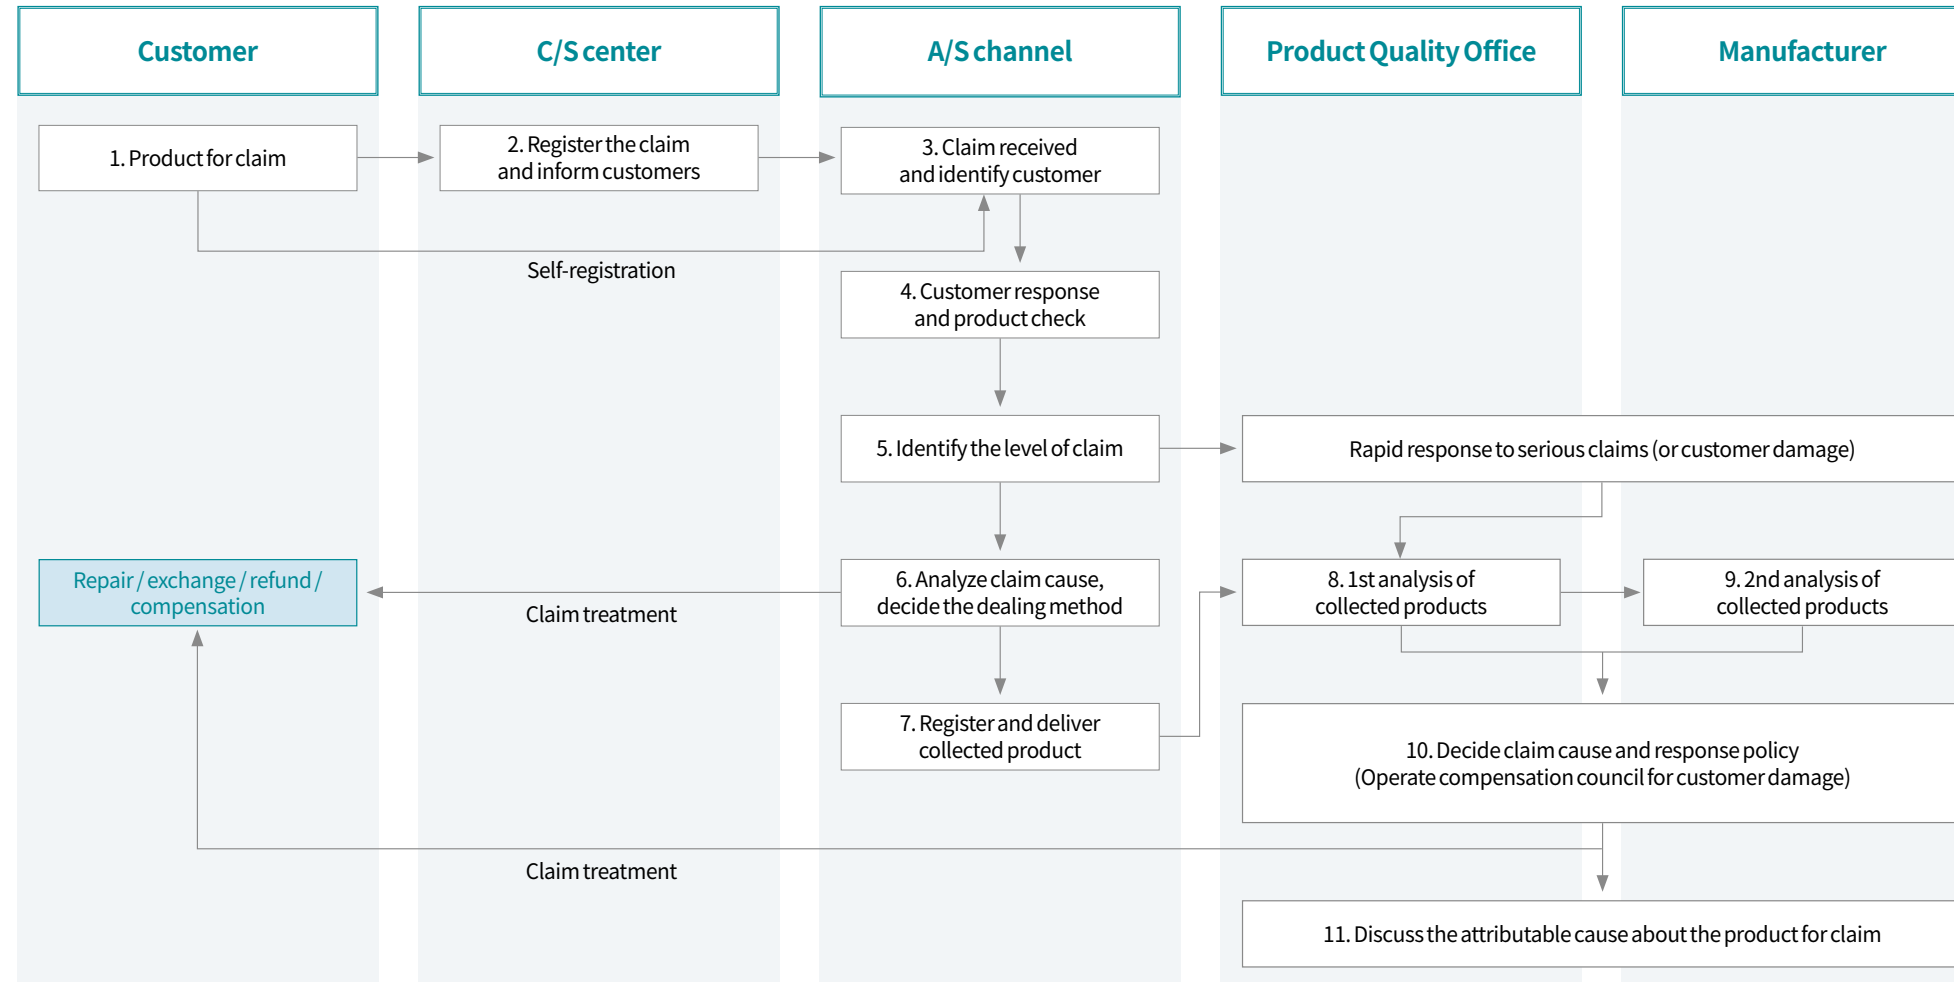 Customer
C/S center
A/S channel
Product Quality Office
Manufacturer
1. Product for claim
2. Register the claim
and inform customers
3. Claim received
and identify customer
Self-registration
4. Customer response
and product check
5. Identify the level of claim
Rapid response to serious claims (or customer damage)
Repair / exchange / refund /
compensation
Claim treatment
6. Analyze claim cause,
decide the dealing method
8. 1st analysis of
collected products
9. 2nd analysis of
collected products
7. Register and deliver
collected product
10. Decide claim cause and response policy
(Operate compensation council for customer damage)
Claim treatment
11. Discuss the attributable cause about the product for claim